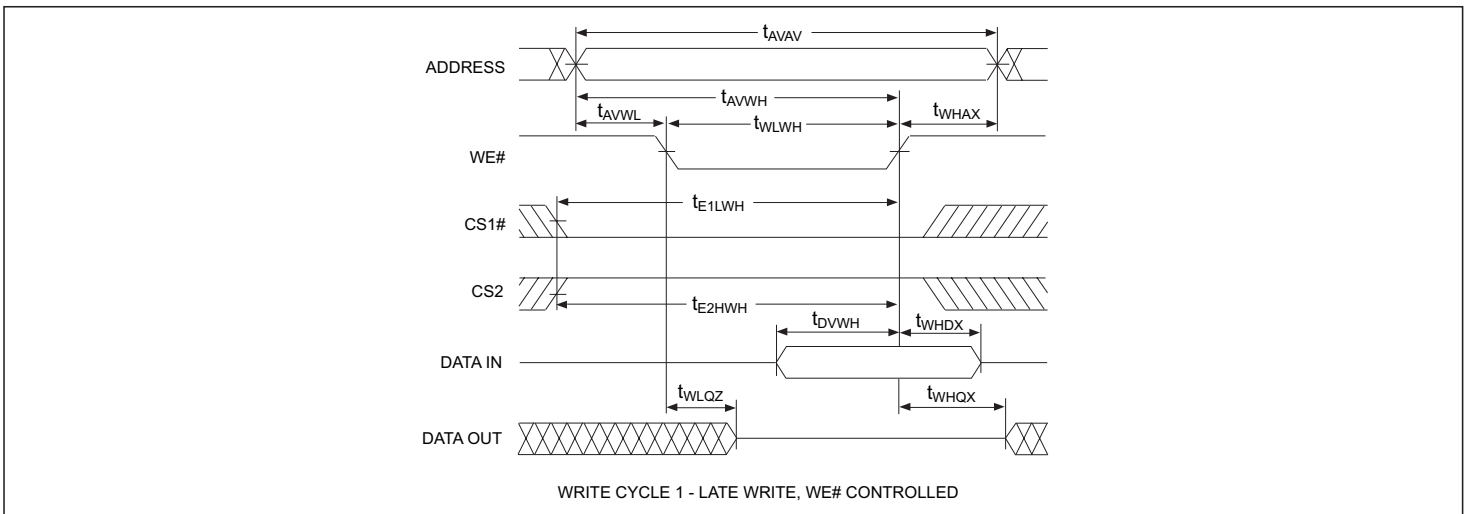 tAVAV
ADDRESS
tAVWH
tAVWL
tWLWH
tWHAX
WE#
tE1LWH
CS1#
CS2
tE2HWH
tDVWH
tWHDX
DATA IN
tWLQZ
tWHQX
DATA OUT
WRITE CYCLE 1 - LATE WRITE, WE# CONTROLLED